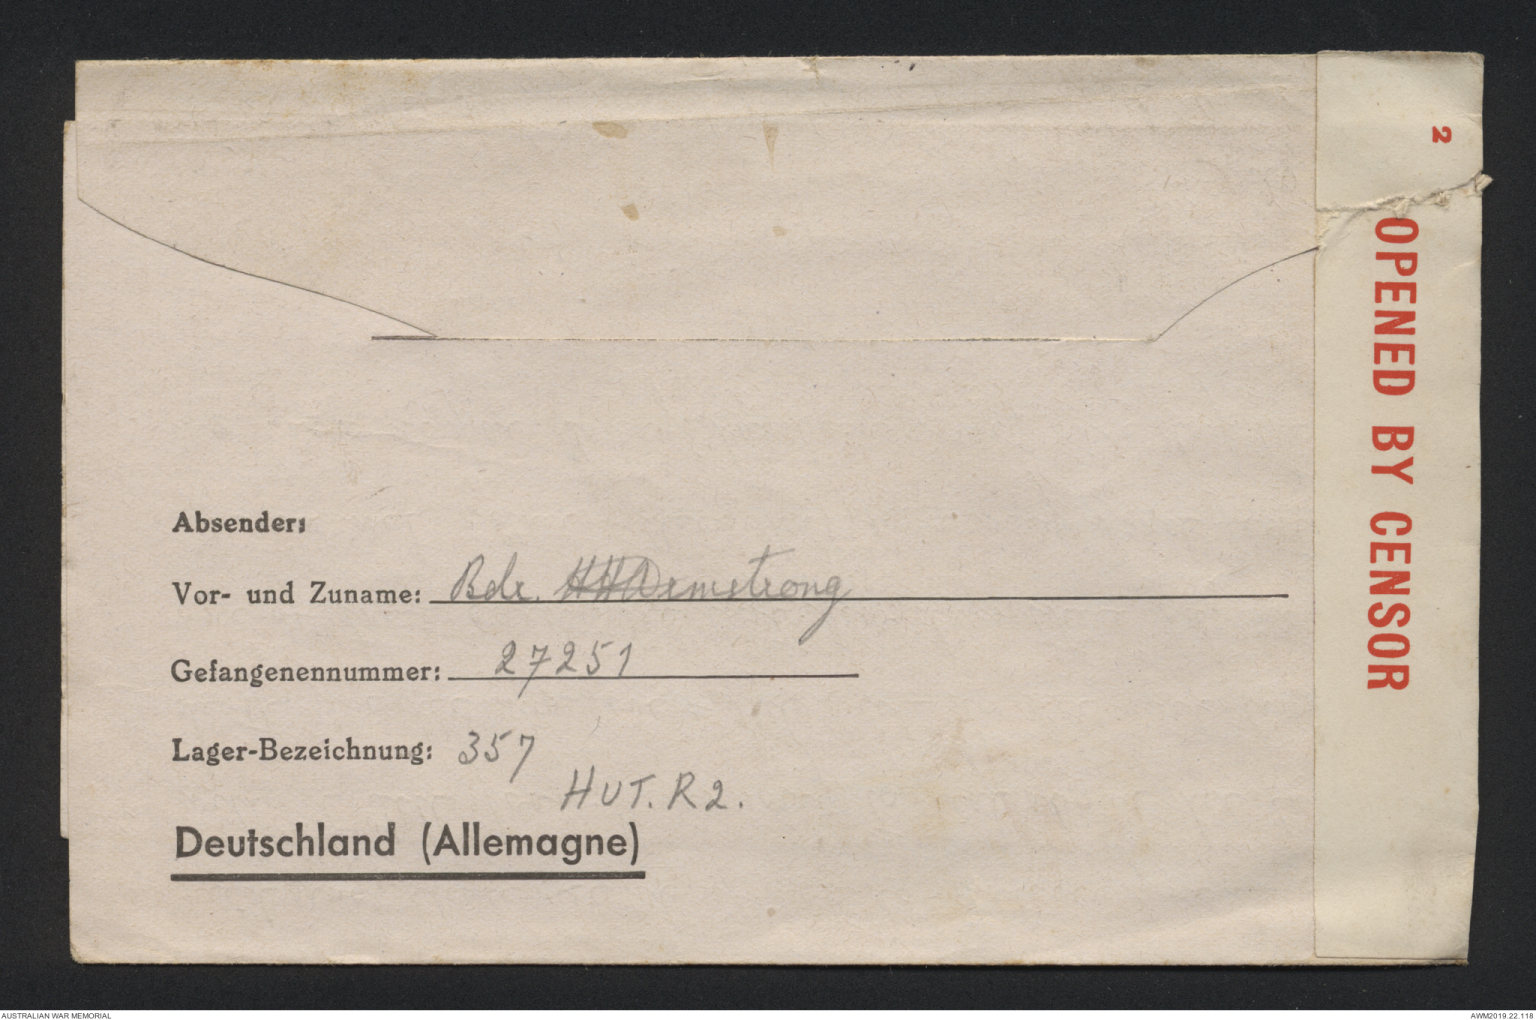 2
OPENED BY CENSOR
Absender:
Vor- und Zuname: Bdr. HH Armstrong
Gefangenennummer: 27251
Lager-Bezeichnung: 357
HUT. R2.
Deutschland (Allemagne)
AUSTRALIAN WAR MEMORIAL
AWM2019.22.118